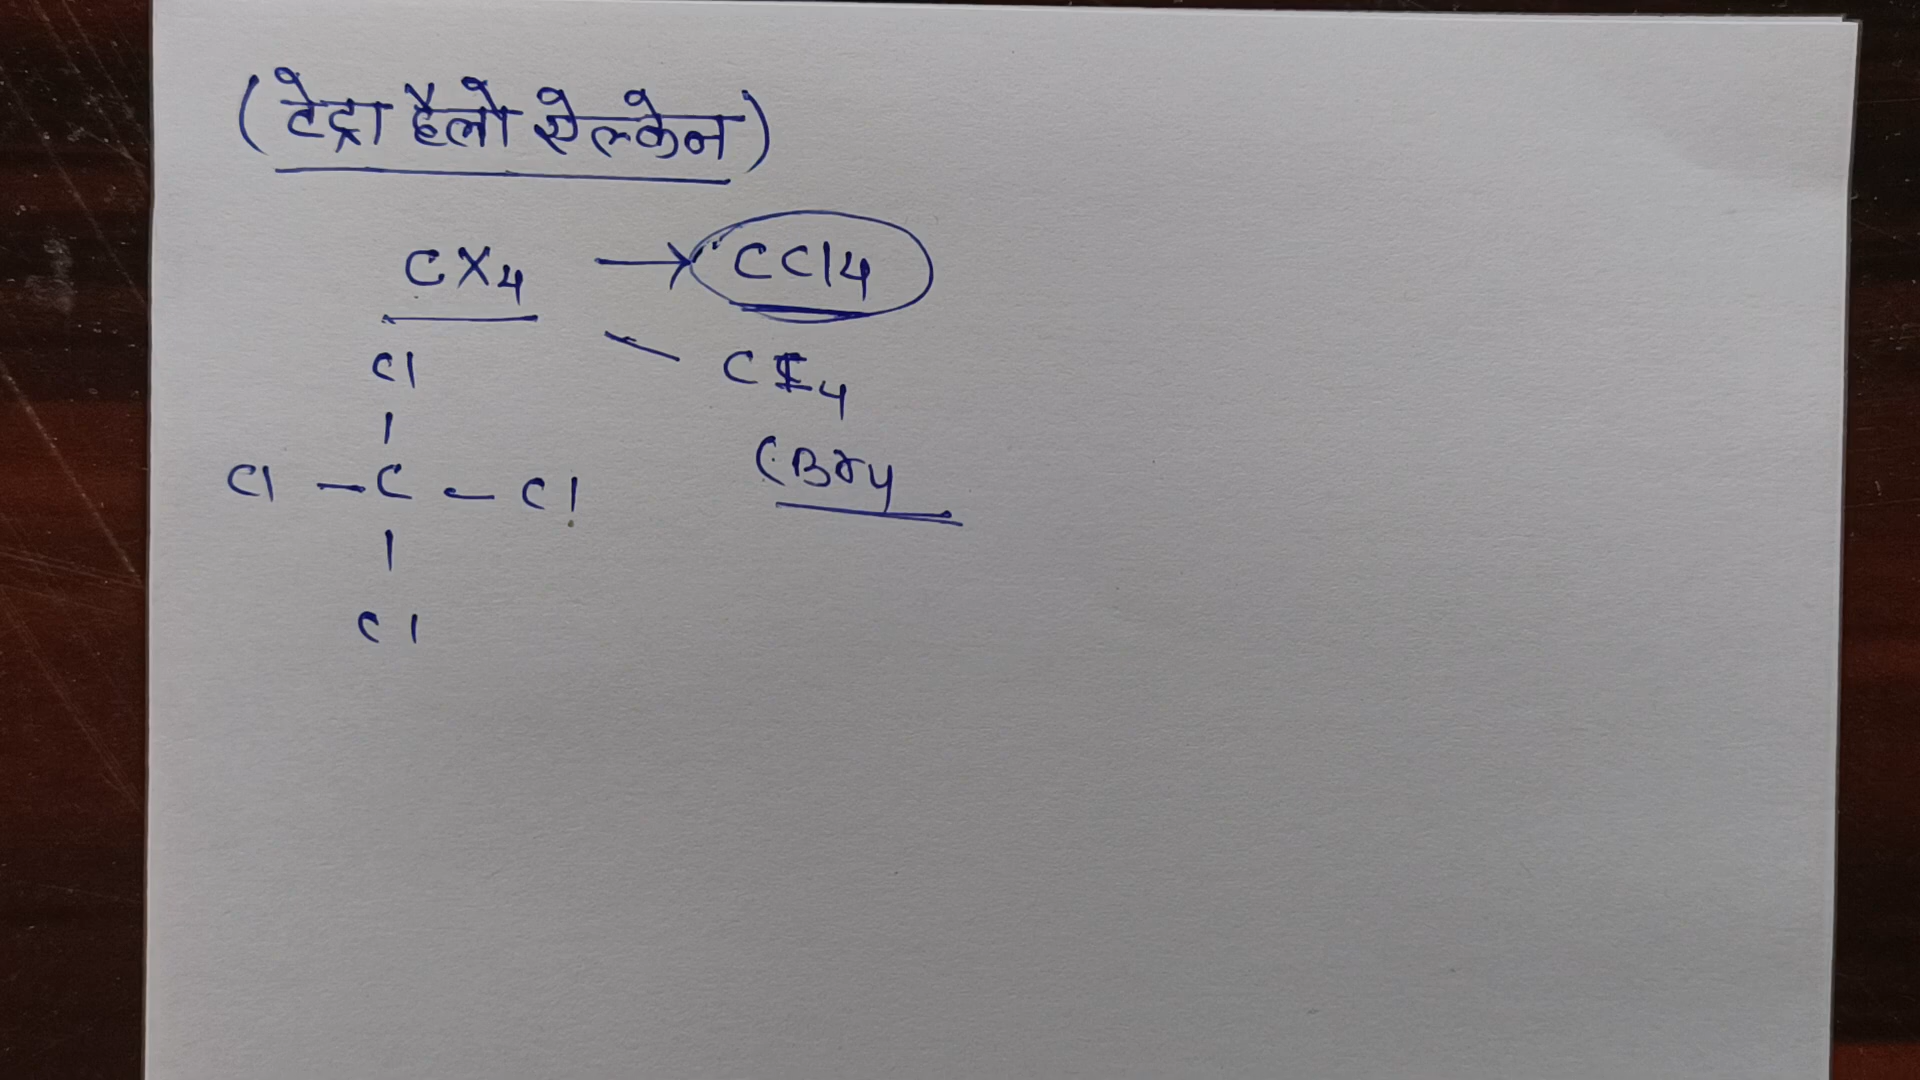 (टेट्रा हैलो ऐल्केन)
CX4 → CCl4
CF4
CBr4
Cl
|
Cl — C — Cl
|
Cl